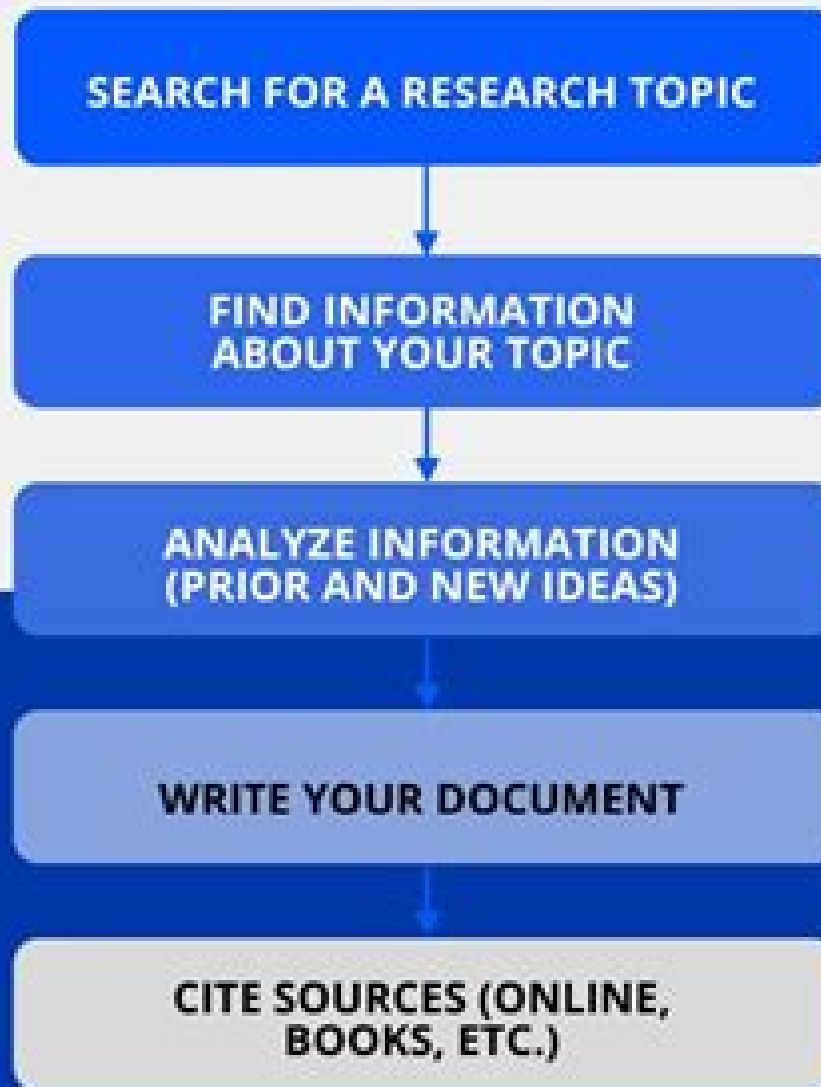 SEARCH FOR A RESEARCH TOPIC
FIND INFORMATION
ABOUT YOUR TOPIC
ANALYZE INFORMATION
(PRIOR AND NEW IDEAS)
WRITE YOUR DOCUMENT
CITE SOURCES (ONLINE,
BOOKS, ETC.)